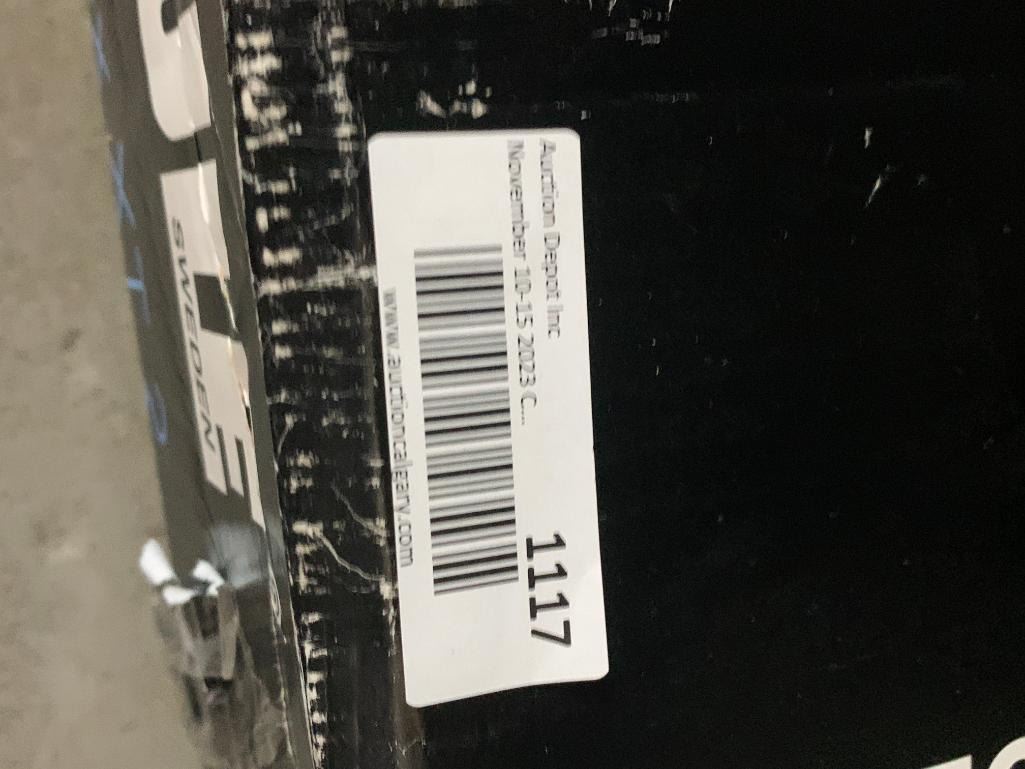 Auction Depot Inc
November 10-15 2023 C...
1117
www.auctioncalgary.com
SWEDEN